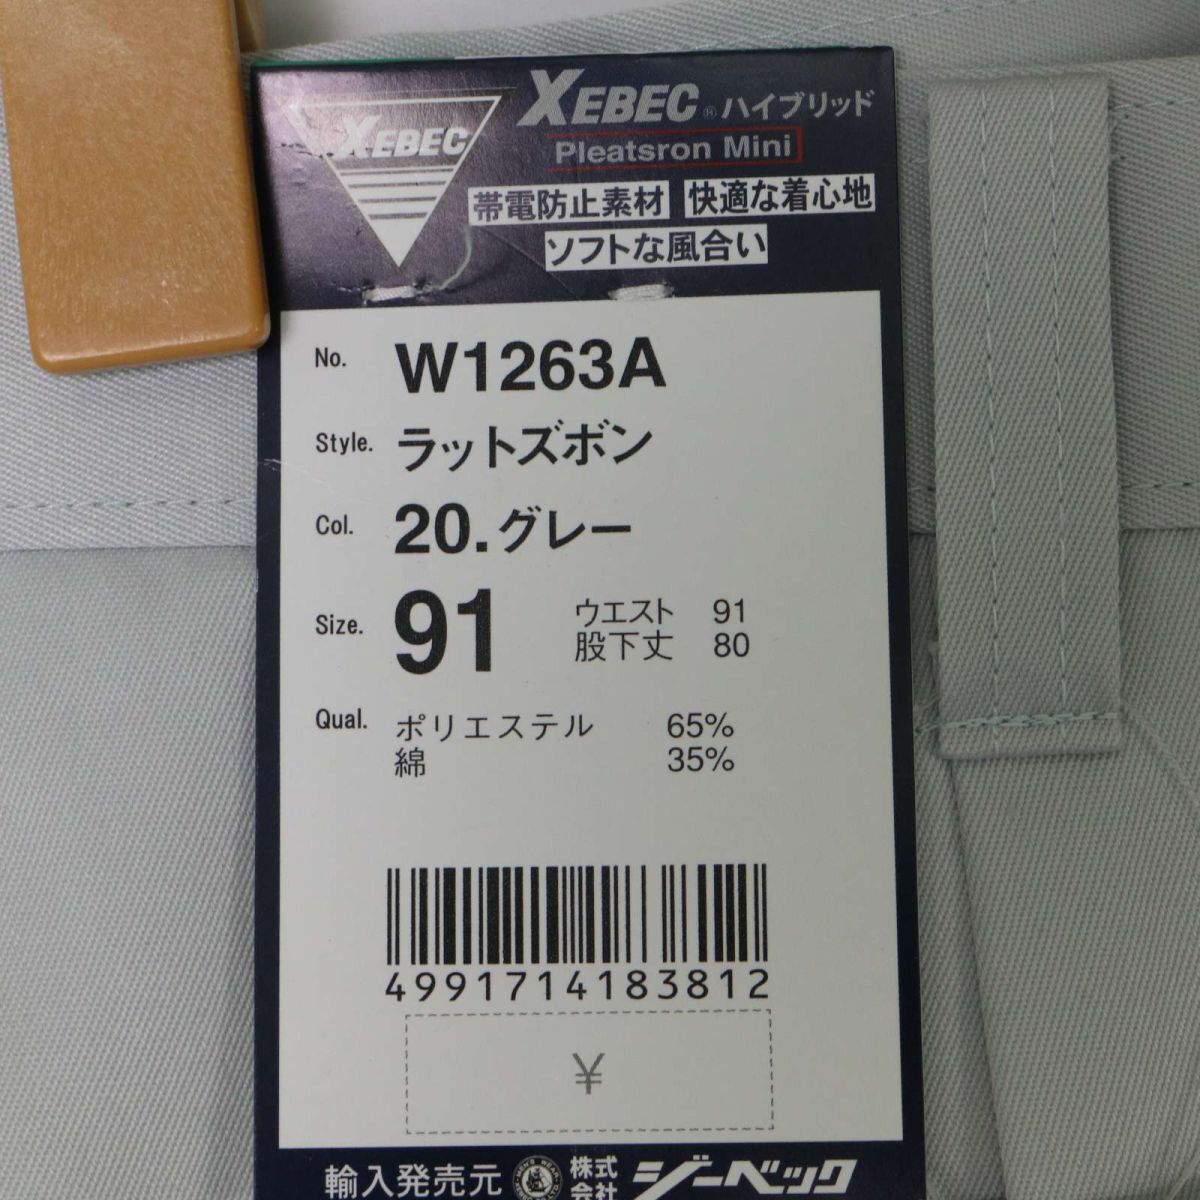 XEBEC
XEBEC®ハイブリッド
Pleatsron Mini
帯電防止素材 快適な着心地
ソフトな風合い
No. W1263A
Style. ラットズボン
Col. 20.グレー
Size. 91 ウエスト 91
股下丈 80
Qual. ポリエステル 65%
綿 35%
4991714183812
¥
輸入発売元 株式会社 ジーベック